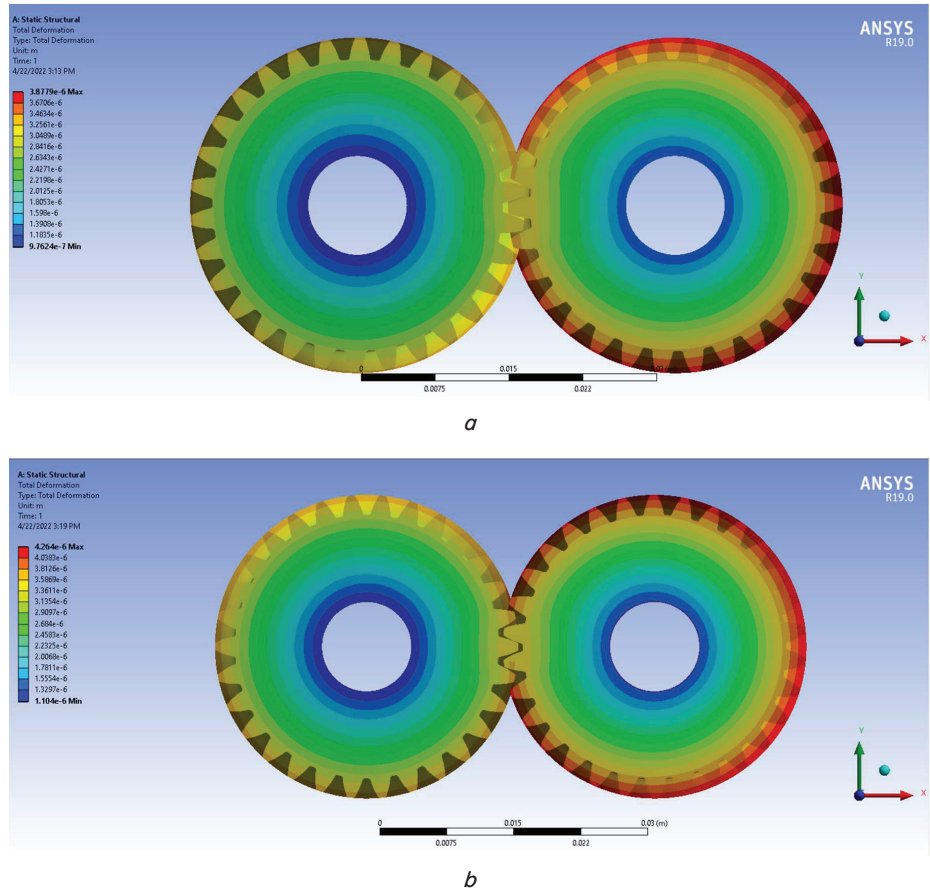 A: Static Structural
Total Deformation
Type: Total Deformation
Unit: m
Time: 1
4/22/2022 3:13 PM
ANSYS
R19.0
3.8779e-6 Max
3.6706e-6
3.4634e-6
3.2561e-6
3.0489e-6
2.8416e-6
2.6343e-6
2.4271e-6
2.2198e-6
2.0125e-6
1.8053e-6
1.598e-6
1.3908e-6
1.1835e-6
9.7624e-7 Min
Y
X
0
0.015
0.0075
0.022
a
A: Static Structural
Total Deformation
Type: Total Deformation
Unit: m
Time: 1
4/22/2022 3:19 PM
ANSYS
R19.0
4.264e-6 Max
4.0383e-6
3.8126e-6
3.5869e-6
3.3611e-6
3.1354e-6
2.9097e-6
2.684e-6
2.4583e-6
2.2325e-6
2.0068e-6
1.7811e-6
1.5554e-6
1.3297e-6
1.104e-6 Min
Y
X
0
0.015
0.03 (m)
0.0075
0.022
b